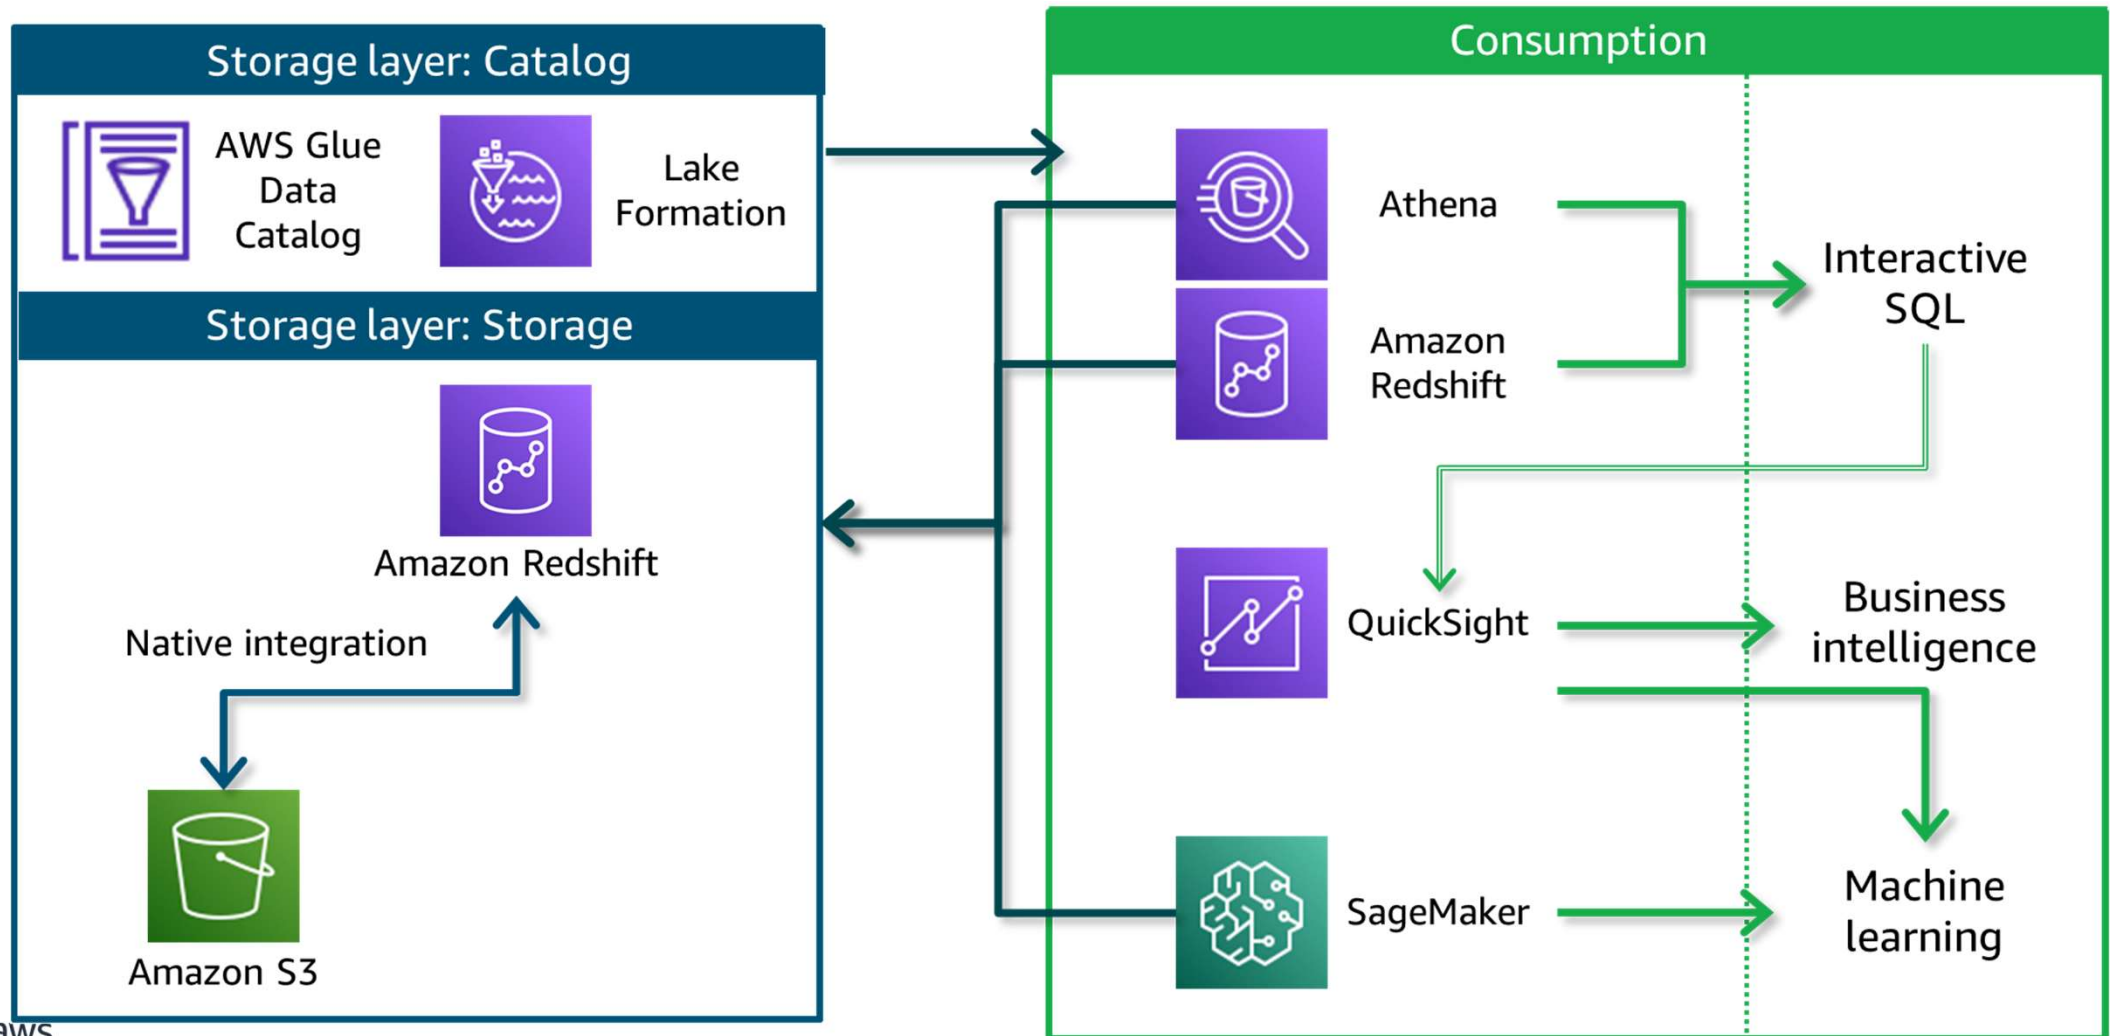 Storage layer: Catalog
AWS Glue
Data
Catalog
Lake
Formation
Storage layer: Storage
Amazon Redshift
Native integration
Amazon S3
Consumption
Athena
Interactive
SQL
Amazon
Redshift
QuickSight
Business
intelligence
SageMaker
Machine
learning
aws